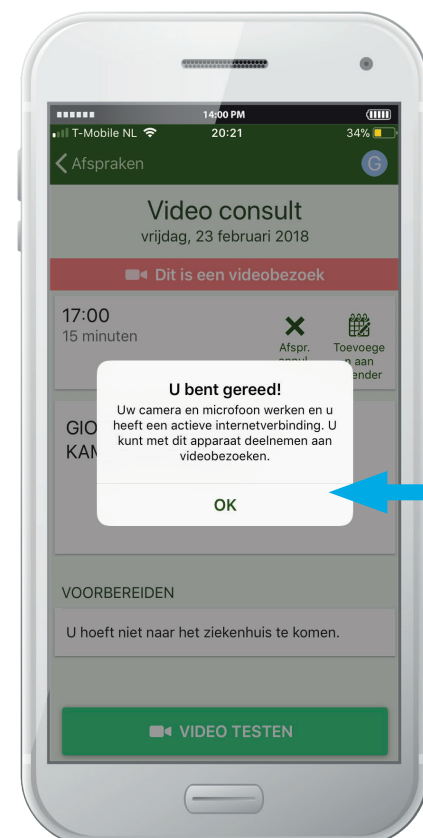 14:00 PM
T-Mobile NL 20:21 34%
Afspraken G
Video consult
vrijdag, 23 februari 2018
Dit is een videobezoek
17:00
15 minuten
Afspr.
Toevoege
n aan
ender
U bent gereed!
Uw camera en microfoon werken en u
heeft een actieve internetverbinding. U
kunt met dit apparaat deelnemen aan
videobezoeken.
OK
GIO
KAM
VOORBEREIDEN
U hoeft niet naar het ziekenhuis te komen.
VIDEO TESTEN